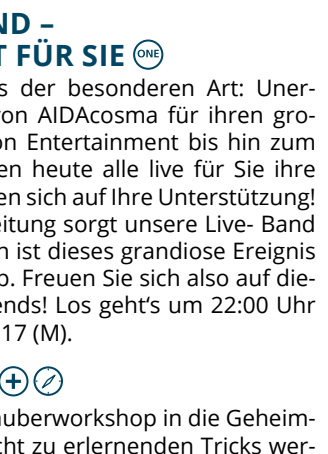 ND –
T FÜR SIE ONE
s der besonderen Art: Uner-
ron AIDAcosma für ihren gro-
on Entertainment bis hin zum
en heute alle live für Sie ihre
en sich auf Ihre Unterstützung!
eitung sorgt unsere Live- Band
n ist dieses grandiose Ereignis
o. Freuen Sie sich also auf die-
ends! Los geht‘s um 22:00 Uhr
17 (M).
auberworkshop in die Geheim-
cht zu erlernenden Tricks wer-